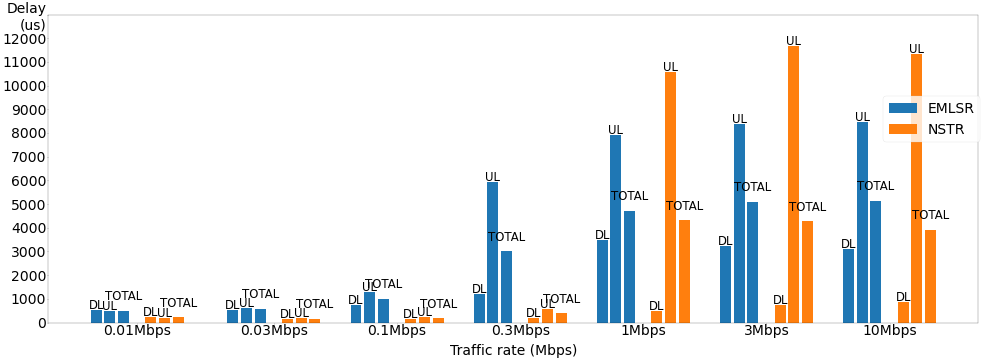 Delay
(us)
12000
11000
10000
9000
8000
7000
6000
5000
4000
3000
2000
1000
0
DL UL TOTAL DL UL TOTAL
DL UL TOTAL DL UL TOTAL
DL UL TOTAL DL UL TOTAL
DL UL TOTAL DL UL TOTAL
DL UL TOTAL DL UL TOTAL
DL UL TOTAL DL UL TOTAL
DL UL TOTAL DL UL TOTAL
EMLSR
NSTR
0.01Mbps 0.03Mbps 0.1Mbps 0.3Mbps 1Mbps 3Mbps 10Mbps
Traffic rate (Mbps)